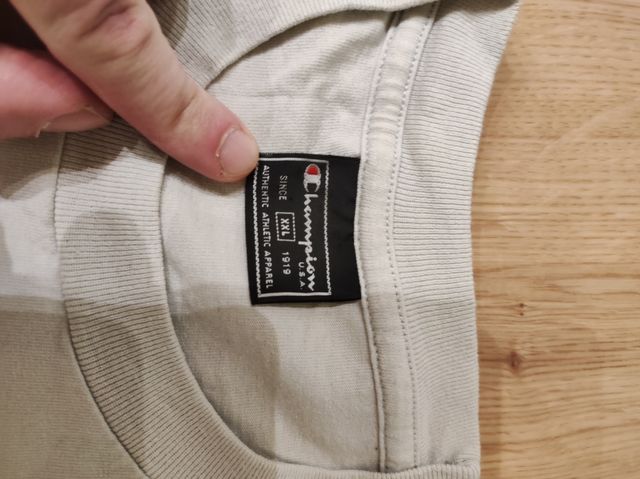 Champion
U.S.A.
SINCE XXL 1919
AUTHENTIC ATHLETIC APPAREL